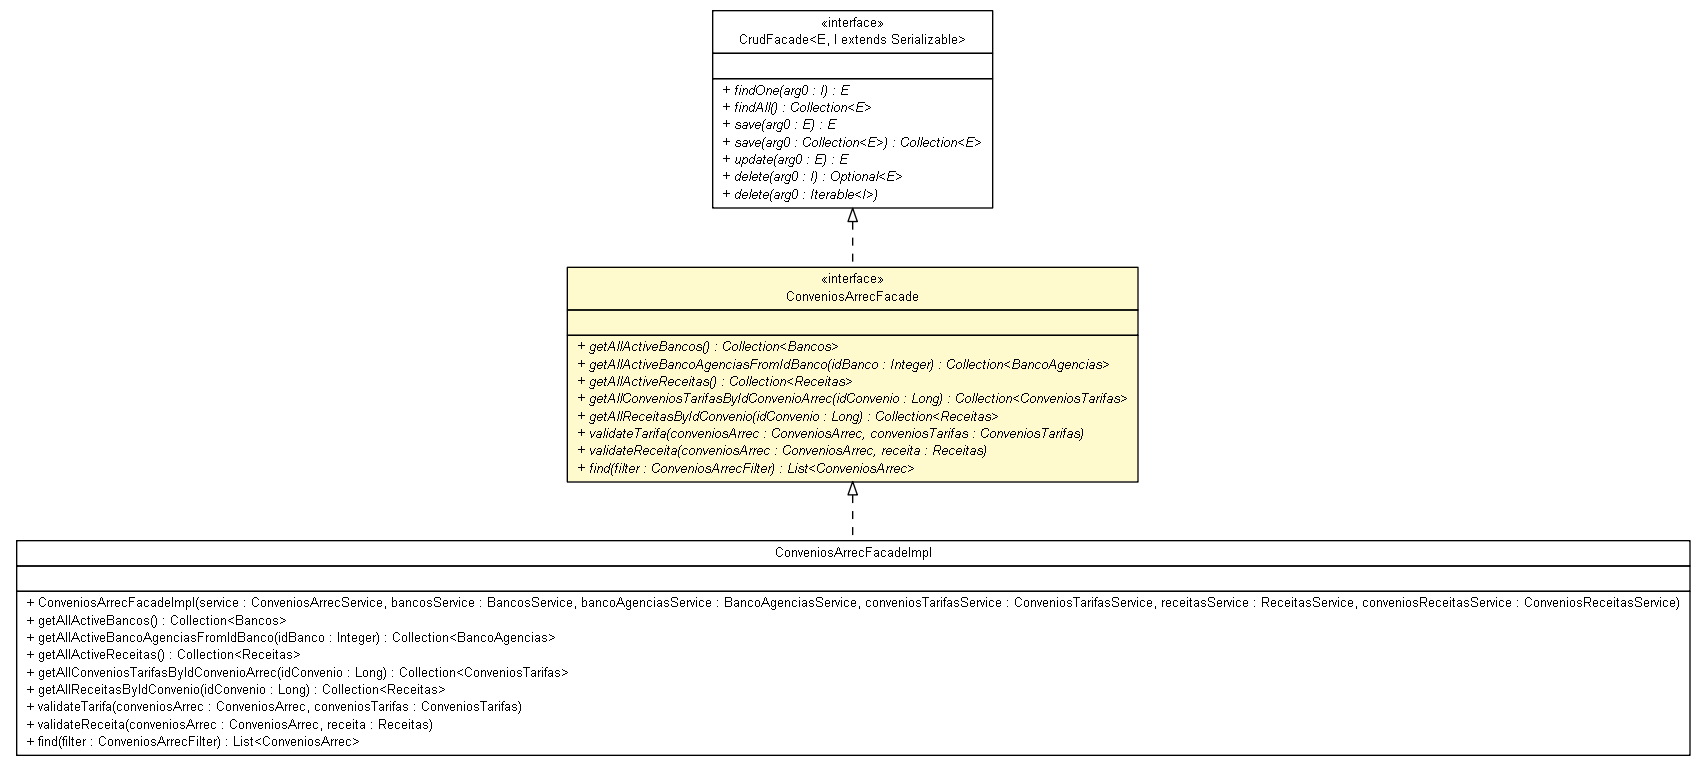 «interface»
CrudFacade<E, I extends Serializable>
+ findOne(arg0 : I) : E
+ findAll() : Collection<E>
+ save(arg0 : E) : E
+ save(arg0 : Collection<E>) : Collection<E>
+ update(arg0 : E) : E
+ delete(arg0 : I) : Optional<E>
+ delete(arg0 : Iterable<I>)
«interface»
ConveniosArrecFacade
+ getAllActiveBancos() : Collection<Bancos>
+ getAllActiveBancoAgenciasFromIdBanco(idBanco : Integer) : Collection<BancoAgencias>
+ getAllActiveReceitas() : Collection<Receitas>
+ getAllConveniosTarifasByIdConvenioArrec(idConvenio : Long) : Collection<ConveniosTarifas>
+ getAllReceitasByIdConvenio(idConvenio : Long) : Collection<Receitas>
+ validateTarifa(conveniosArrec : ConveniosArrec, conveniosTarifas : ConveniosTarifas)
+ validateReceita(conveniosArrec : ConveniosArrec, receita : Receitas)
+ find(filter : ConveniosArrecFilter) : List<ConveniosArrec>
ConveniosArrecFacadeImpl
+ ConveniosArrecFacadeImpl(service : ConveniosArrecService, bancosService : BancosService, bancoAgenciasService : BancoAgenciasService, conveniosTarifasService : ConveniosTarifasService, receitasService : ReceitasService, conveniosReceitasService : ConveniosReceitasService)
+ getAllActiveBancos() : Collection<Bancos>
+ getAllActiveBancoAgenciasFromIdBanco(idBanco : Integer) : Collection<BancoAgencias>
+ getAllActiveReceitas() : Collection<Receitas>
+ getAllConveniosTarifasByIdConvenioArrec(idConvenio : Long) : Collection<ConveniosTarifas>
+ getAllReceitasByIdConvenio(idConvenio : Long) : Collection<Receitas>
+ validateTarifa(conveniosArrec : ConveniosArrec, conveniosTarifas : ConveniosTarifas)
+ validateReceita(conveniosArrec : ConveniosArrec, receita : Receitas)
+ find(filter : ConveniosArrecFilter) : List<ConveniosArrec>